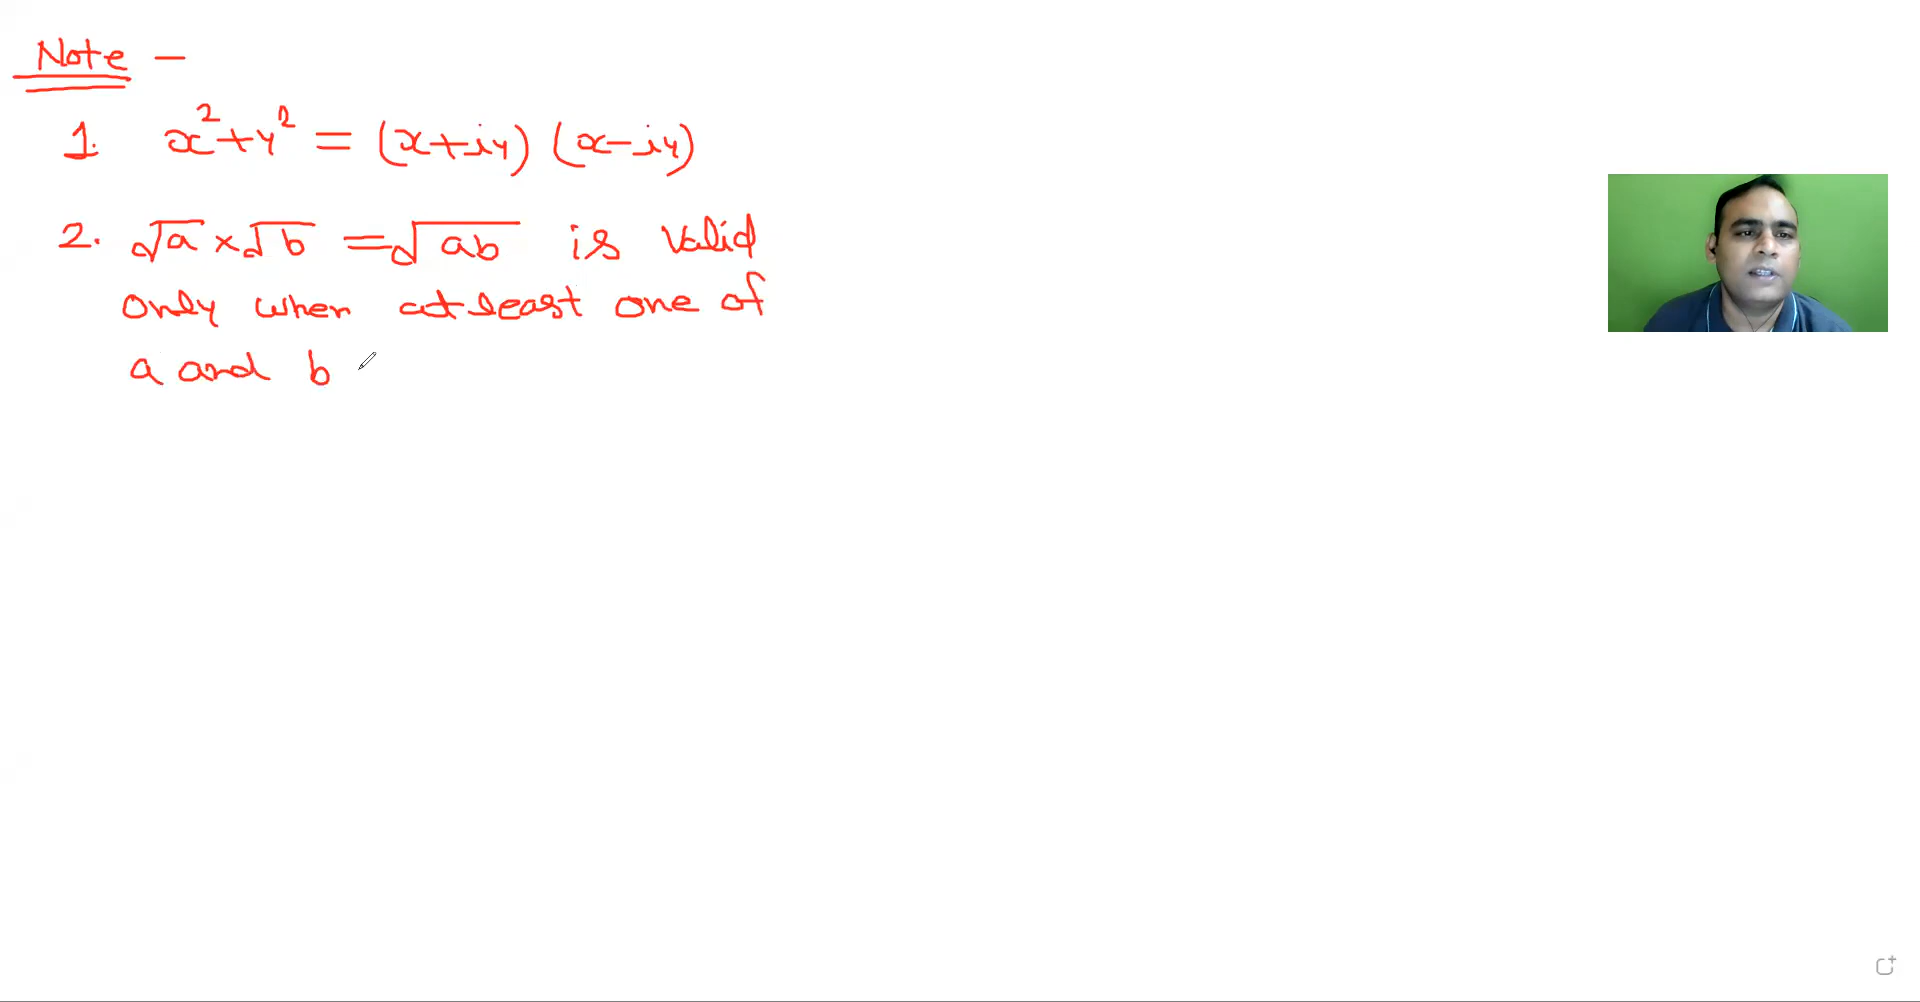 Note -
1. x² + y² = (x+iy) (x-iy)
2. √a × √b = √ab is valid
only when atleast one of
a and b